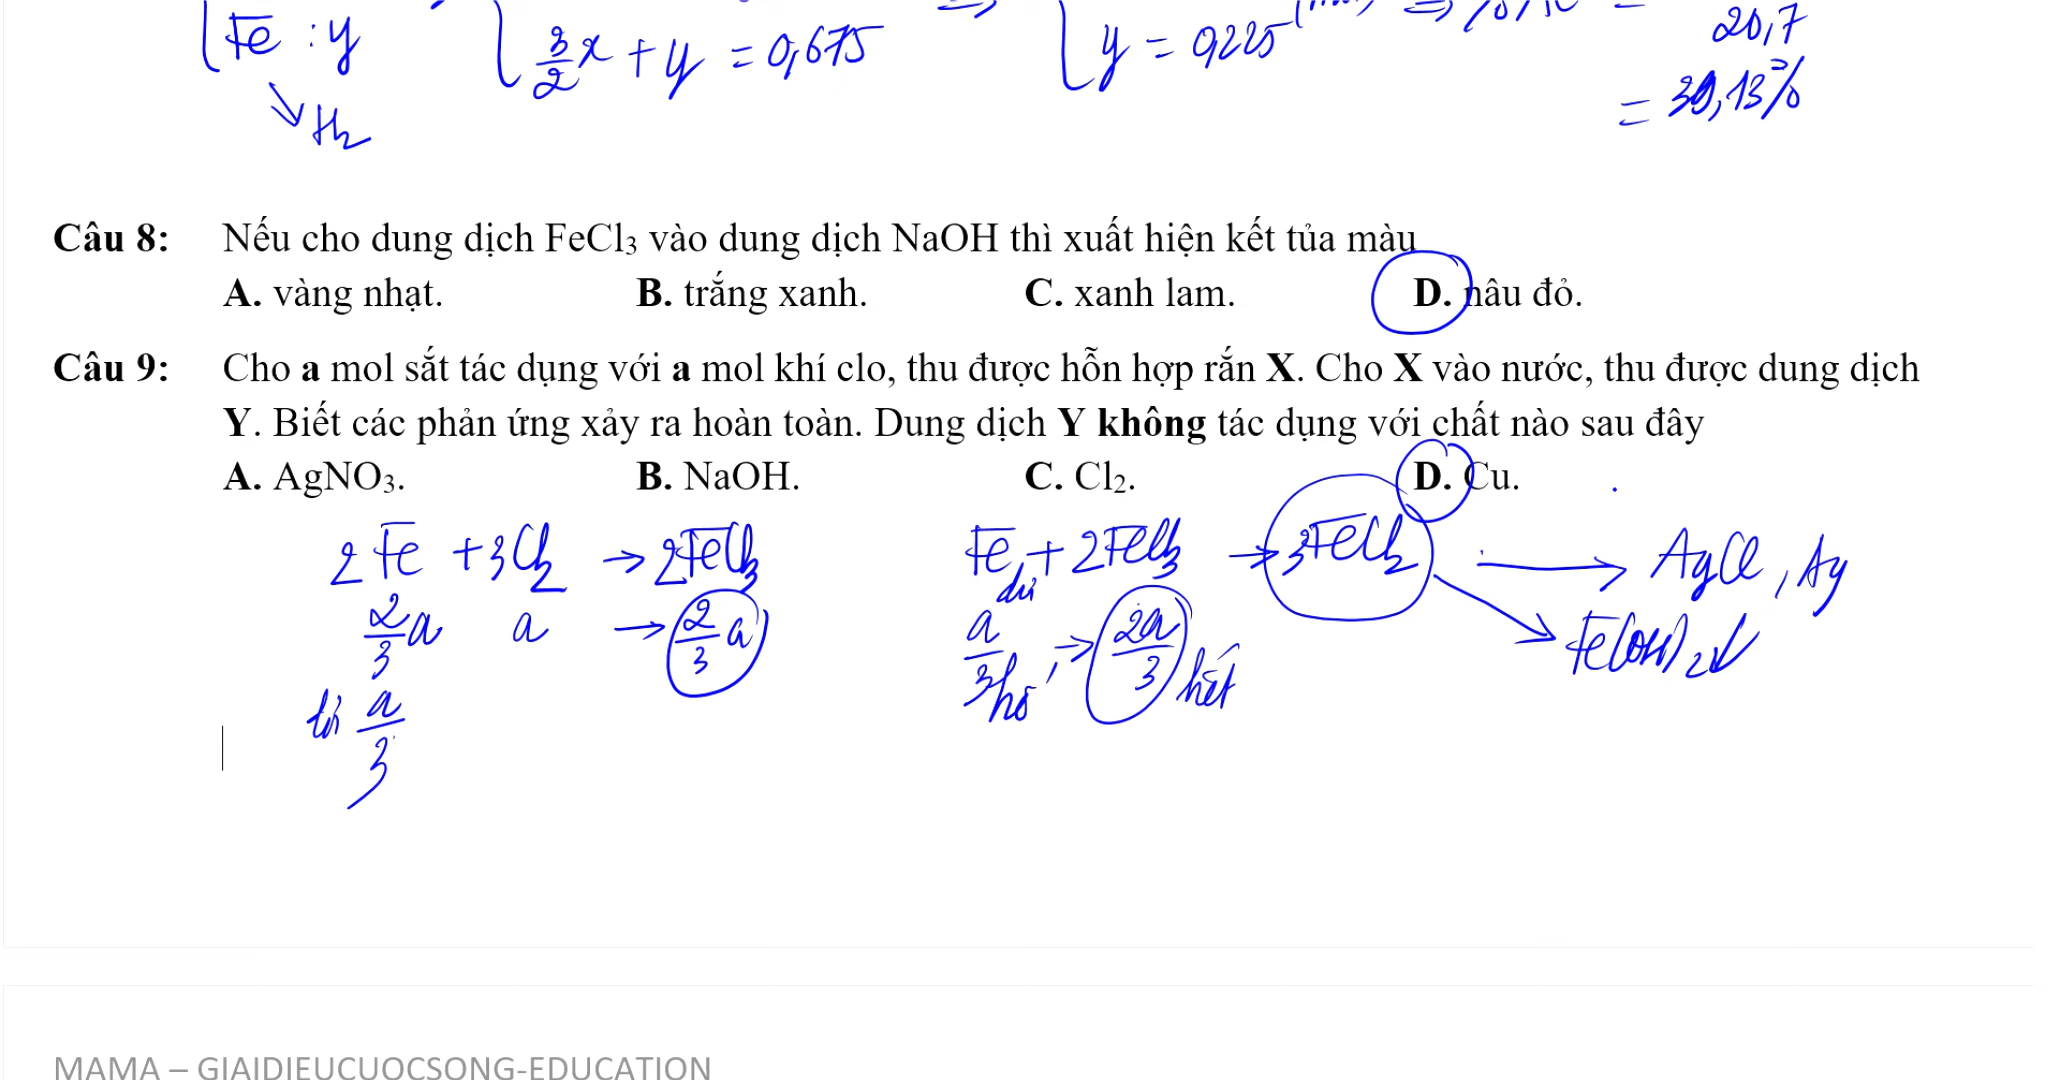 Fe : y
3/2 x + y = 0,675
y = 0,225
20,7
= 39,13%
H2
Câu 8: Nếu cho dung dịch FeCl3 vào dung dịch NaOH thì xuất hiện kết tủa màu
A. vàng nhạt. B. trắng xanh. C. xanh lam. D. nâu đỏ.
Câu 9: Cho a mol sắt tác dụng với a mol khí clo, thu được hỗn hợp rắn X. Cho X vào nước, thu được dung dịch
Y. Biết các phản ứng xảy ra hoàn toàn. Dung dịch Y không tác dụng với chất nào sau đây
A. AgNO3. B. NaOH. C. Cl2. D. Cu.
2Fe + 3Cl2 → 2FeCl3 Fe dư + 2FeCl3 → 3FeCl2 → AgCl, Ag
2/3 a a → 2/3 a a/3 → 2a/3 hết Fe(OH)2↓
a/3
MAMA – GIAIDIEUCUOCSONG-EDUCATION